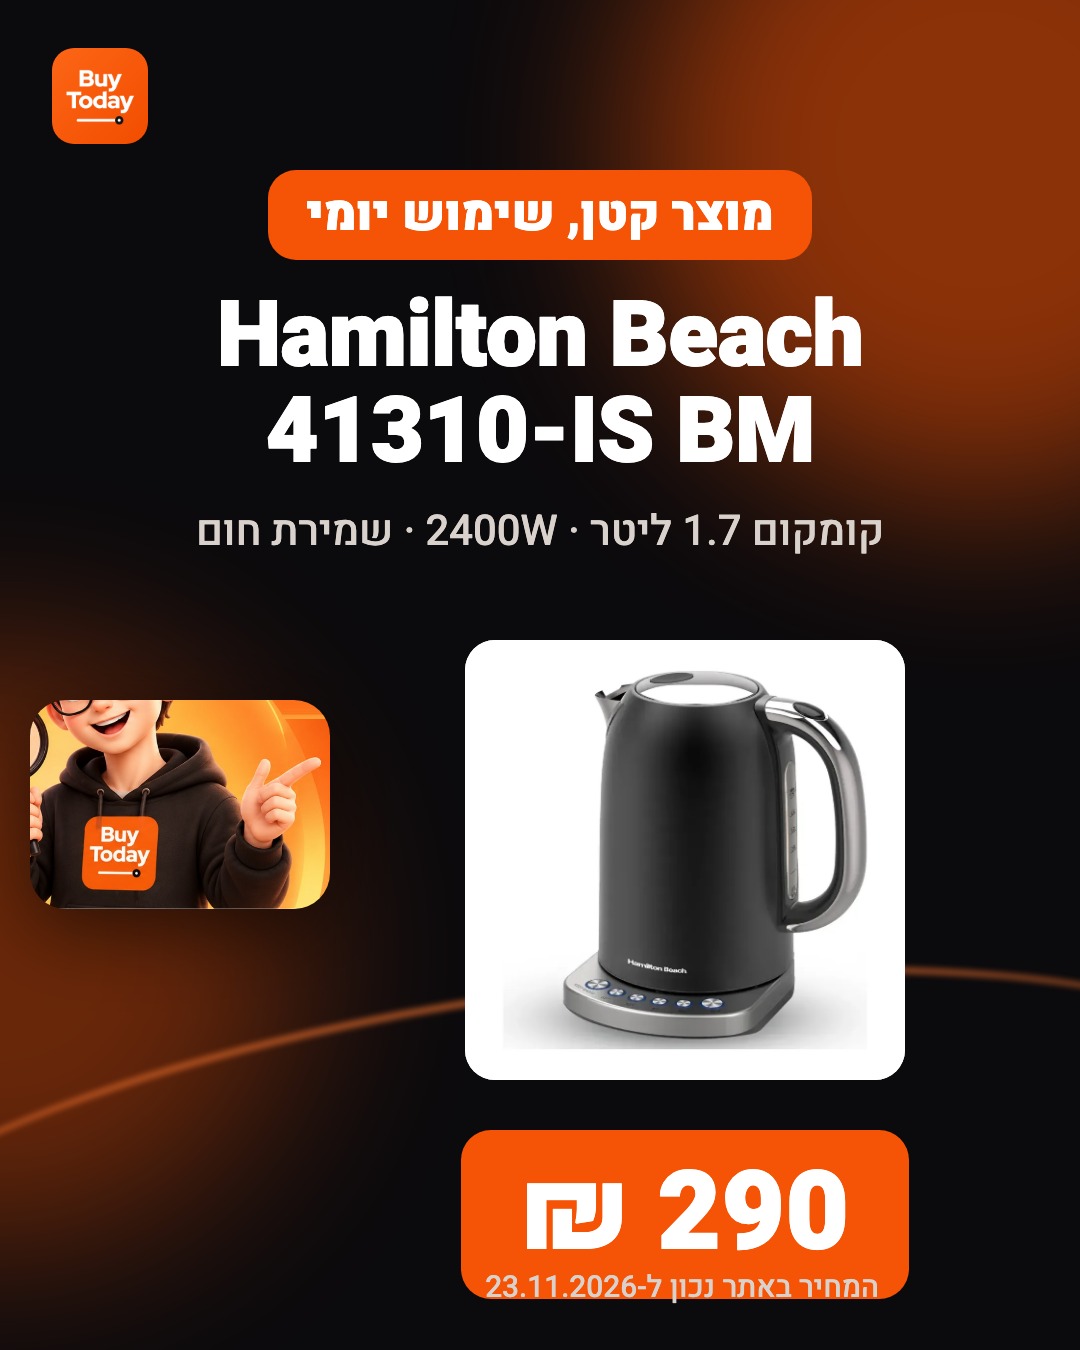 Buy
Today
מוצר קטן, שימוש יומי
Hamilton Beach
41310-IS BM
קומקום 1.7 ליטר · 2400W · שמירת חום
Buy
Today
Hamilton Beach
290 ₪
המחיר באתר נכון ל-23.11.2026